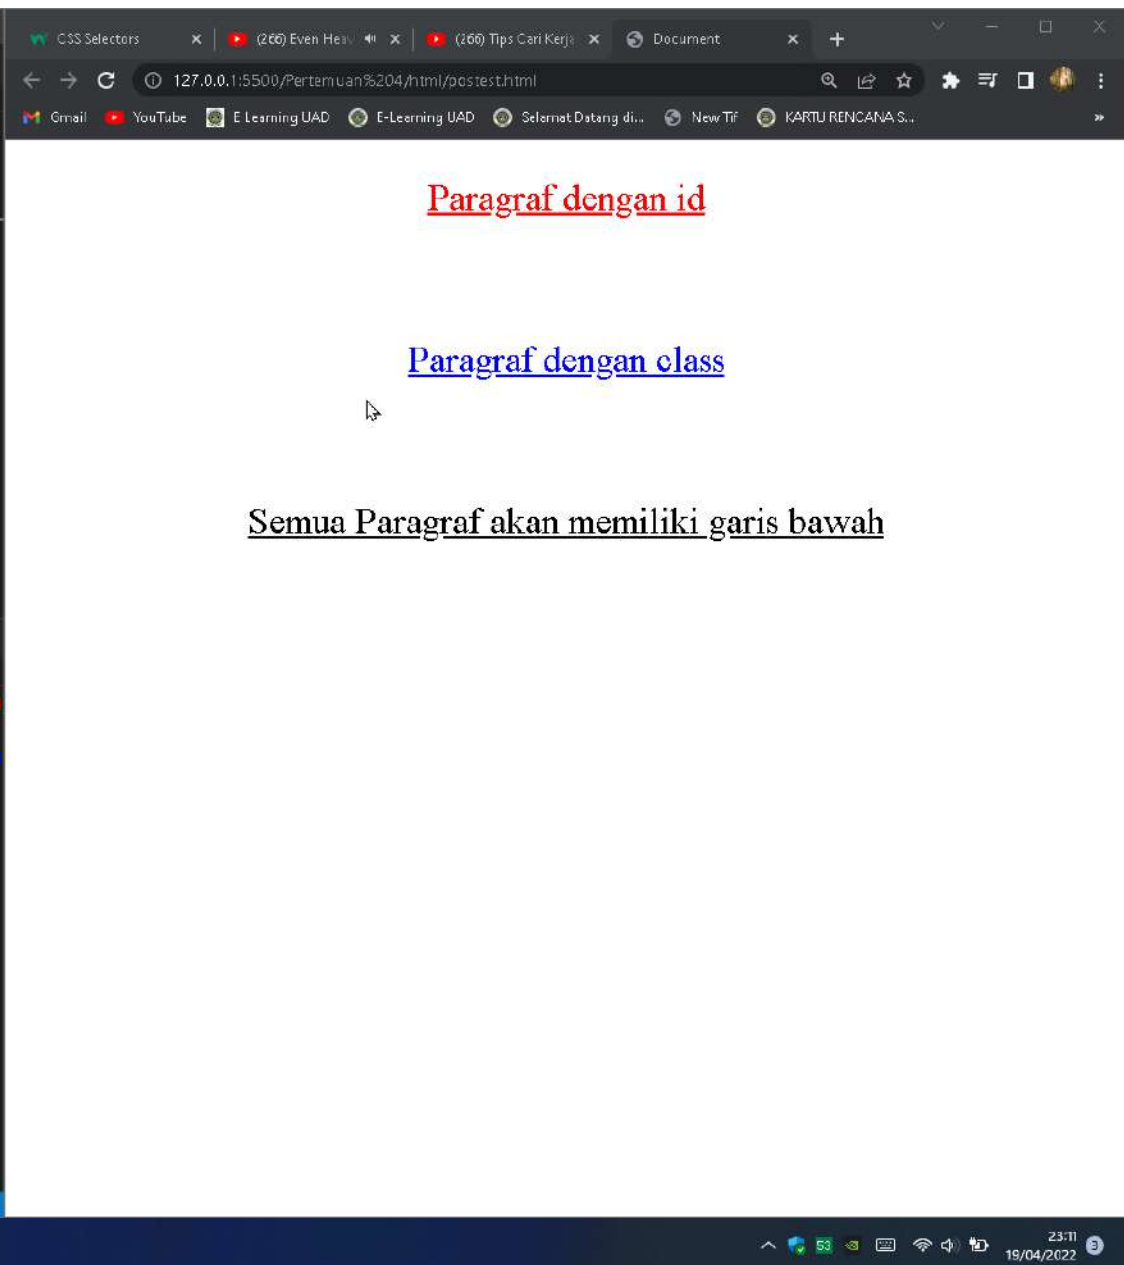 CSS Selectors
(266) Even Hea
(266) Tips Cari Kerja
Document
127.0.0.1:5500/Pertemuan%204/html/postest.html
Gmail
YouTube
E Learning UAD
E-Learning UAD
Selamat Datang di...
New Tif
KARTU RENCANA S...
Paragraf dengan id
Paragraf dengan class
Semua Paragraf akan memiliki garis bawah
53
23:11
19/04/2022
3